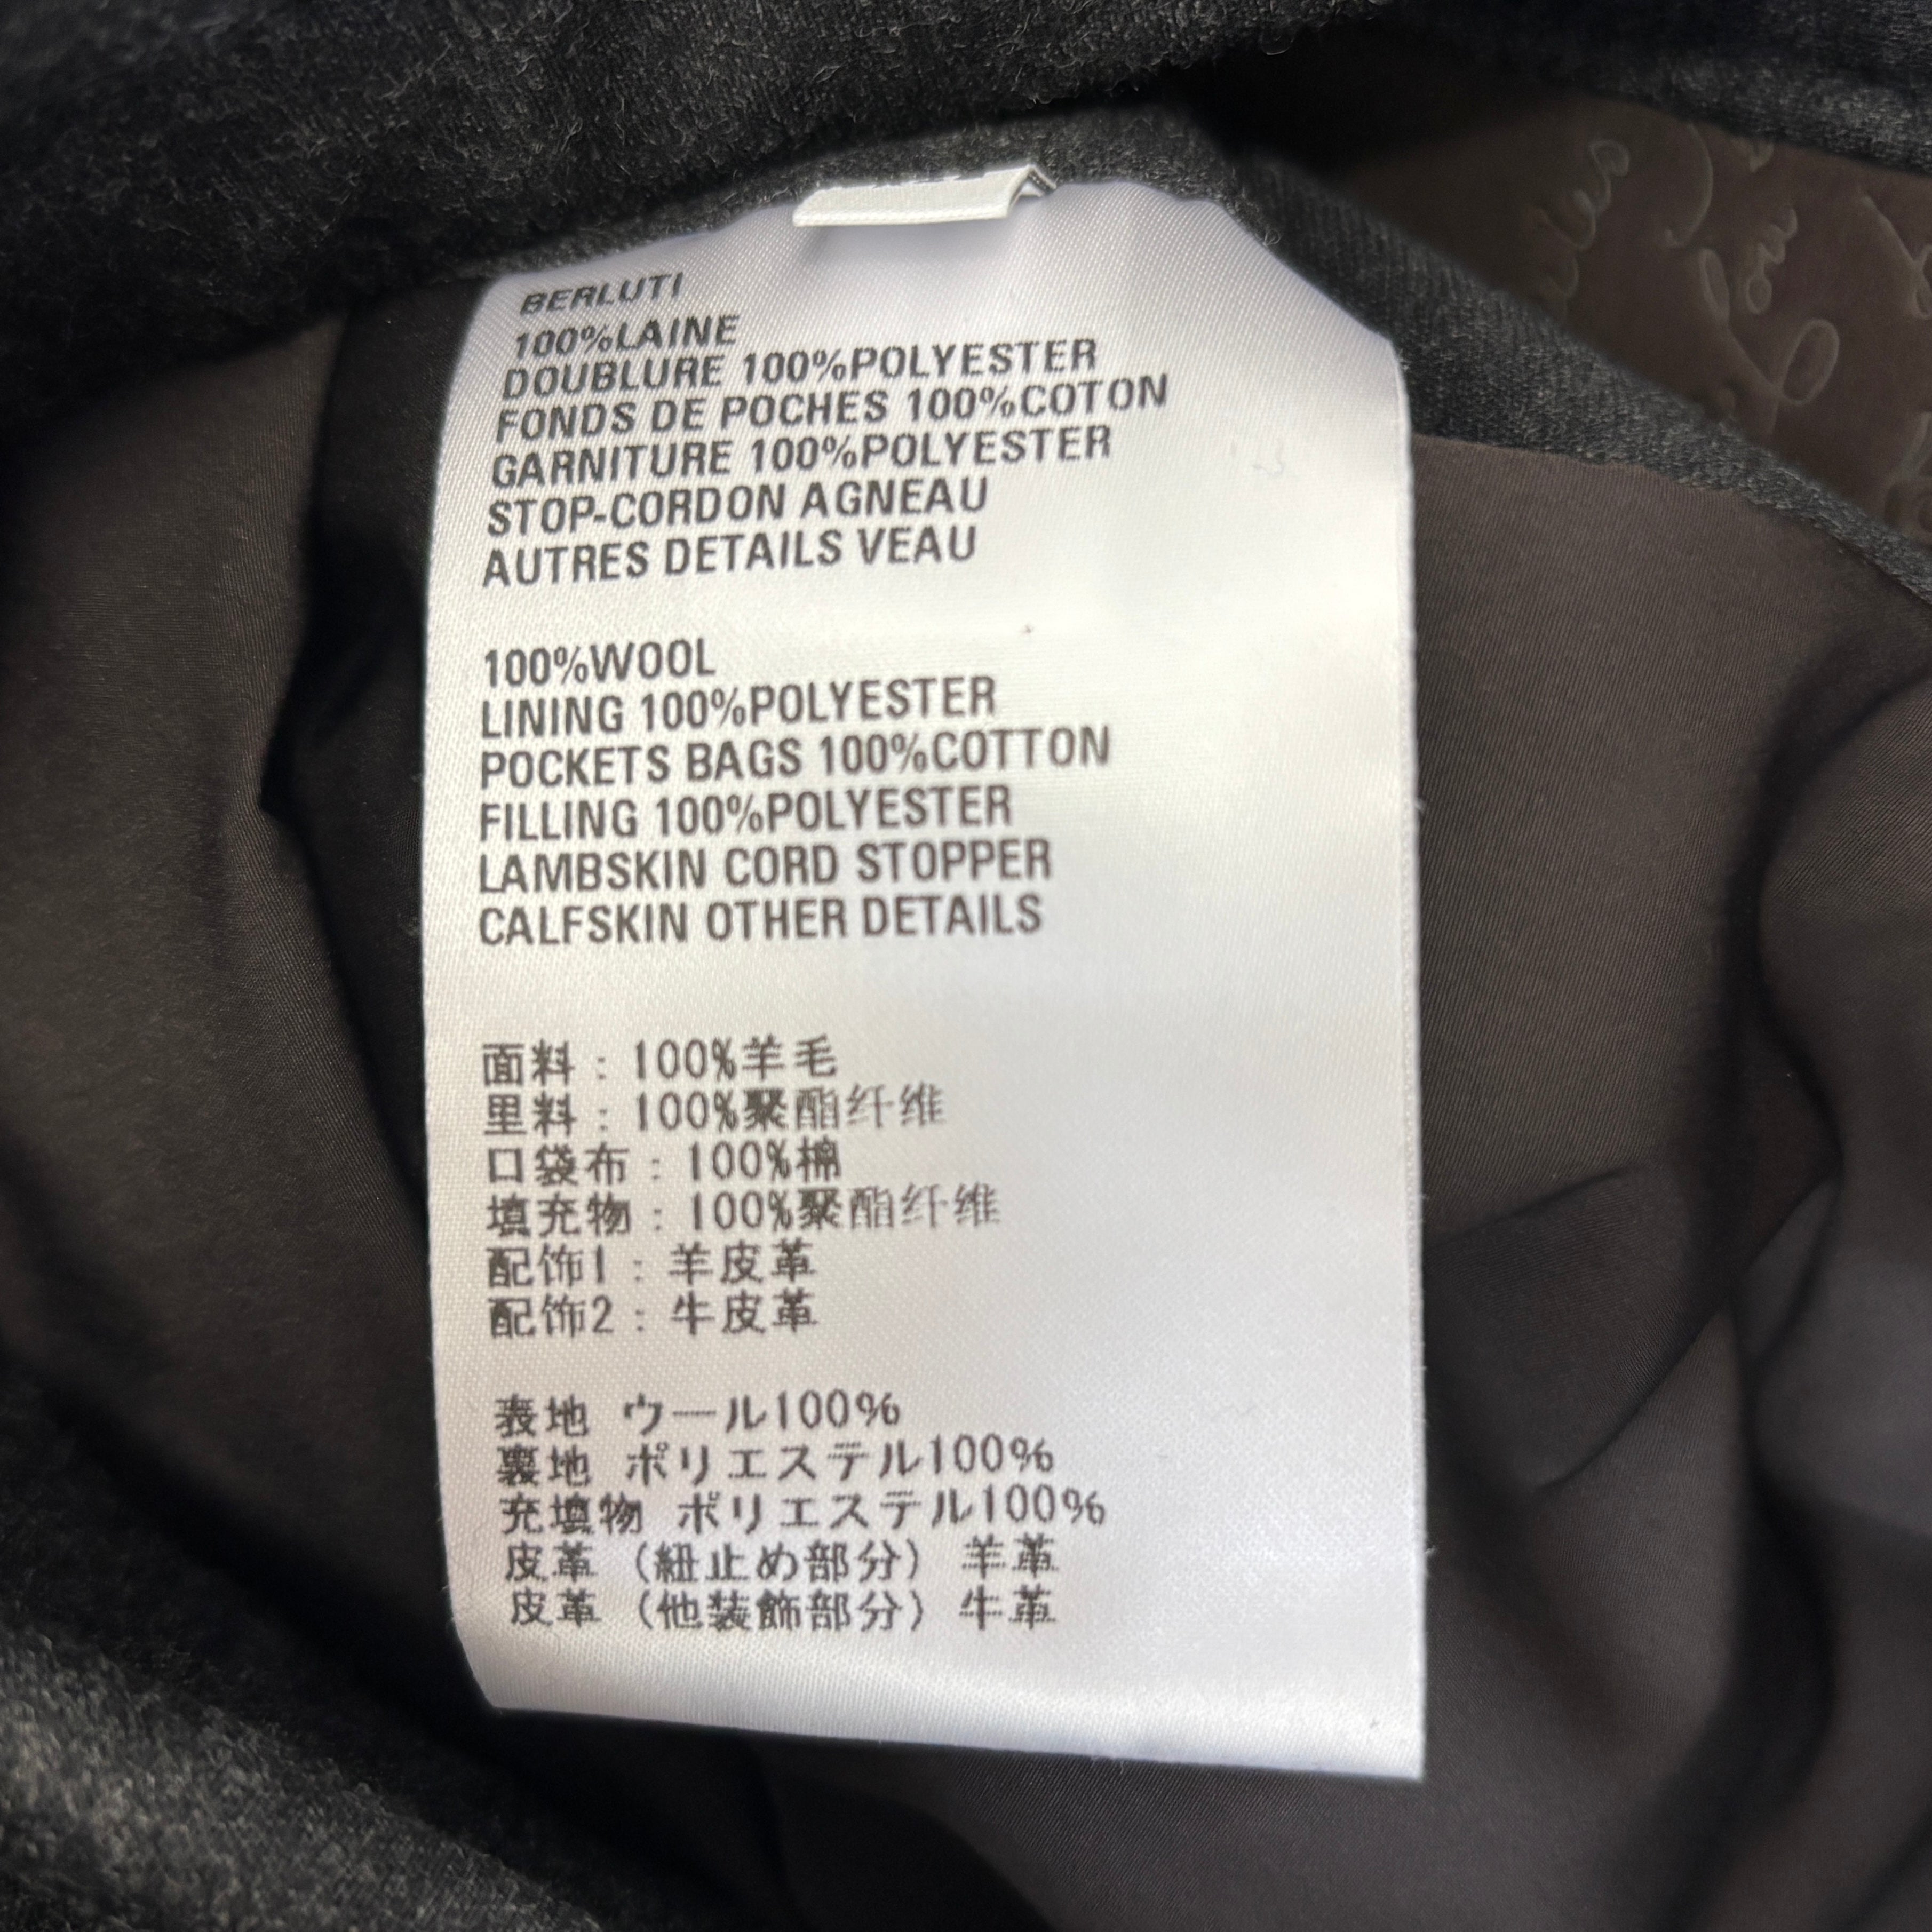 BERLUTI
100%LAINE
DOUBLURE 100%POLYESTER
FONDS DE POCHES 100%COTON
GARNITURE 100%POLYESTER
STOP-CORDON AGNEAU
AUTRES DETAILS VEAU
100%WOOL
LINING 100%POLYESTER
POCKETS BAGS 100%COTTON
FILLING 100%POLYESTER
LAMBSKIN CORD STOPPER
CALFSKIN OTHER DETAILS
面料：100%羊毛
里料：100%聚酯纤维
口袋布：100%棉
填充物：100%聚酯纤维
配饰1：羊皮革
配饰2：牛皮革
表地 ウール100%
裏地 ポリエステル100%
充填物 ポリエステル100%
皮革（紐止め部分）羊革
皮革（他装飾部分）牛革